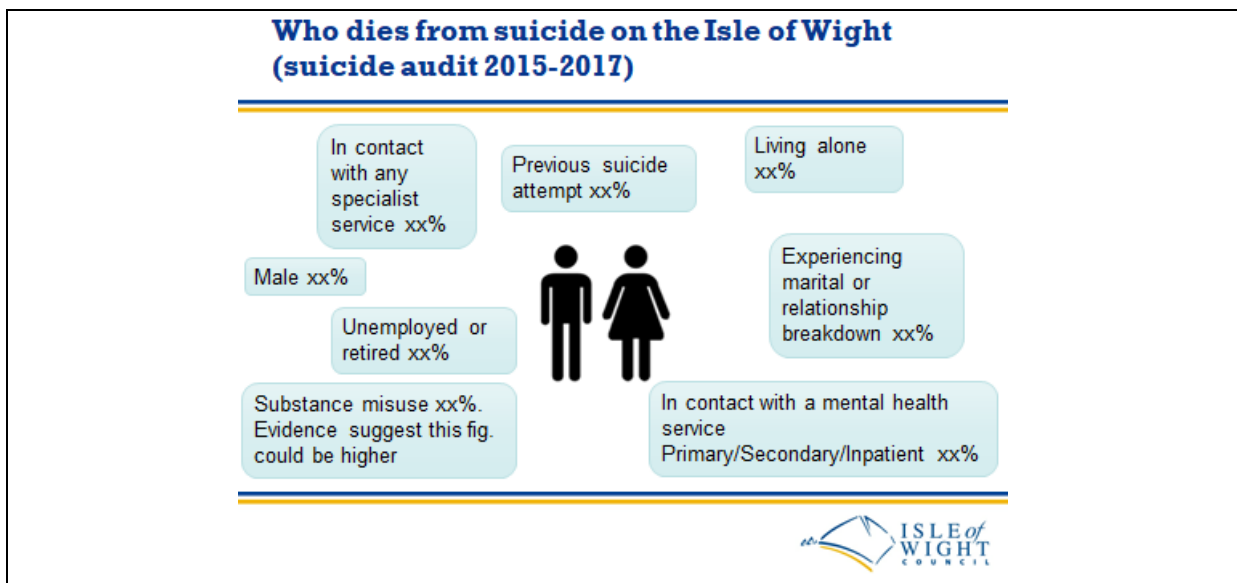 Who dies from suicide on the Isle of Wight
(suicide audit 2015-2017)
In contact
with any
specialist
service xx%
Previous suicide
attempt xx%
Living alone
xx%
Male xx%
Experiencing
marital or
relationship
breakdown xx%
Unemployed or
retired xx%
Substance misuse xx%.
Evidence suggest this fig.
could be higher
In contact with a mental health
service
Primary/Secondary/Inpatient xx%
ISLE of
WIGHT
COUNCIL